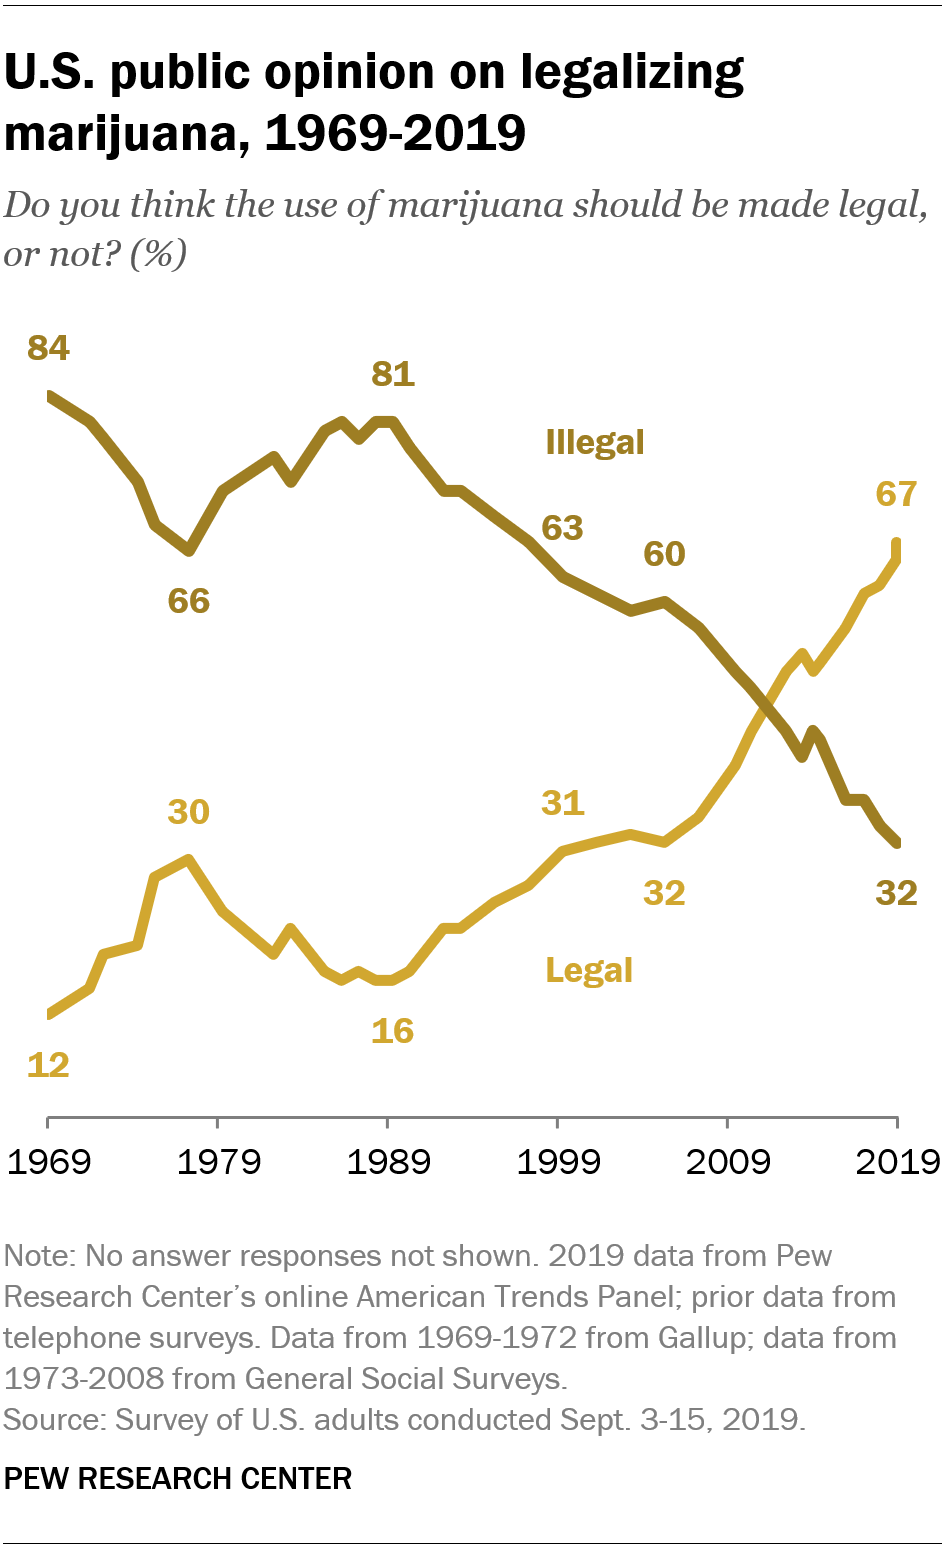 U.S. public opinion on legalizing
marijuana, 1969-2019
Do you think the use of marijuana should be made legal,
or not? (%)
84
81
Illegal
67
63
60
66
30
31
32
32
Legal
16
12
1969 1979 1989 1999 2009 2019
Note: No answer responses not shown. 2019 data from Pew
Research Center’s online American Trends Panel; prior data from
telephone surveys. Data from 1969-1972 from Gallup; data from
1973-2008 from General Social Surveys.
Source: Survey of U.S. adults conducted Sept. 3-15, 2019.
PEW RESEARCH CENTER